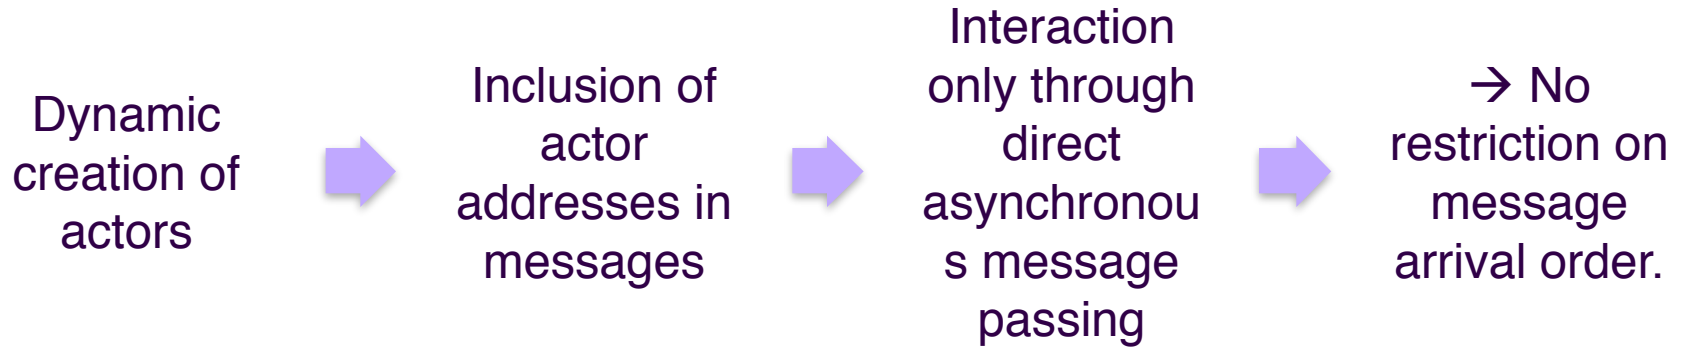 Dynamic
creation of
actors
Inclusion of
actor
addresses in
messages
Interaction
only through
direct
asynchronou
s message
passing
→ No
restriction on
message
arrival order.